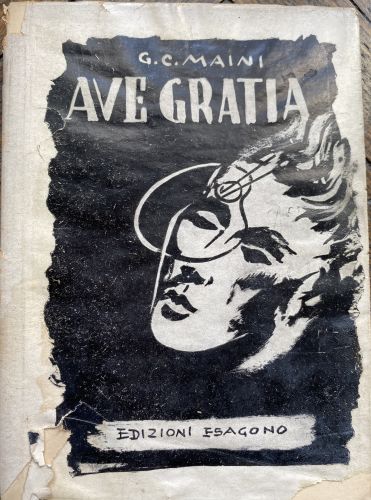 G.C. MAINI
AVE GRATIA
EDIZIONI ESAGONO